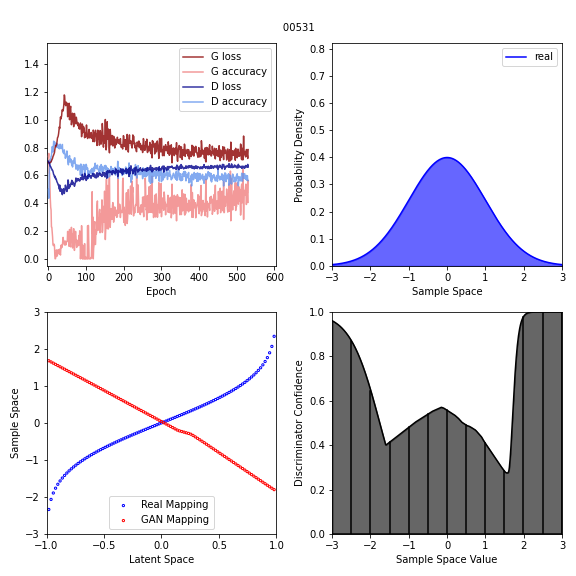 00531
1.4
1.2
1.0
0.8
0.6
0.4
0.2
0.0
0 100 200 300 400 500 600
Epoch
G loss
G accuracy
D loss
D accuracy
0.8
0.7
0.6
0.5
0.4
0.3
0.2
0.1
0.0
Probability Density
−3 −2 −1 0 1 2 3
Sample Space
real
3
2
1
0
−1
−2
−3
Sample Space
−1.0 −0.5 0.0 0.5 1.0
Latent Space
Real Mapping
GAN Mapping
1.0
0.8
0.6
0.4
0.2
0.0
Discriminator Confidence
−3 −2 −1 0 1 2 3
Sample Space Value